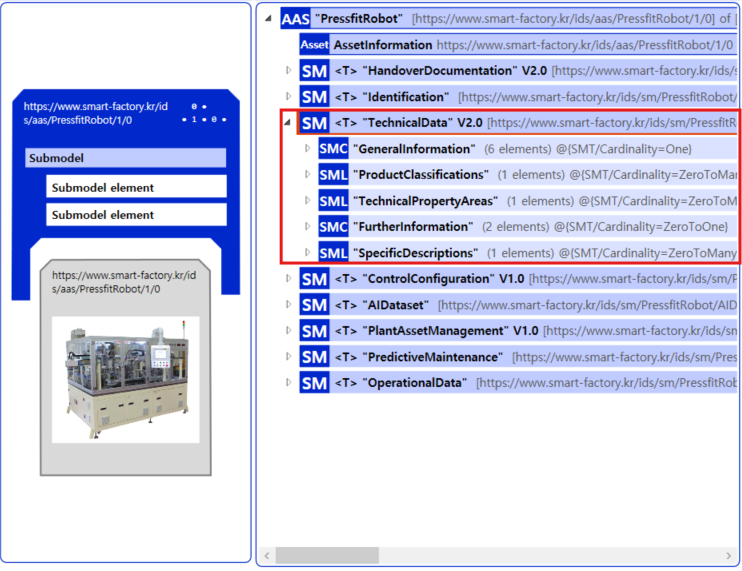 https://www.smart-factory.kr/id
s/aas/PressfitRobot/1/0
0
1 0
Submodel
Submodel element
Submodel element
https://www.smart-factory.kr/id
s/aas/PressfitRobot/1/0
AAS "PressfitRobot" [https://www.smart-factory.kr/ids/aas/PressfitRobot/1/0] of [
Asset AssetInformation https://www.smart-factory.kr/ids/aas/PressfitRobot/1/0
SM <T> "HandoverDocumentation" V2.0 [https://www.smart-factory.kr/ids/s
SM <T> "Identification" [https://www.smart-factory.kr/ids/sm/PressfitRobot/
SM <T> "TechnicalData" V2.0 [https://www.smart-factory.kr/ids/sm/PressfitR
SMC "GeneralInformation" (6 elements) @{SMT/Cardinality=One}
SML "ProductClassifications" (1 elements) @{SMT/Cardinality=ZeroToMan
SML "TechnicalPropertyAreas" (1 elements) @{SMT/Cardinality=ZeroToM
SMC "FurtherInformation" (2 elements) @{SMT/Cardinality=ZeroToOne}
SML "SpecificDescriptions" (1 elements) @{SMT/Cardinality=ZeroToMany
SM <T> "ControlConfiguration" V1.0 [https://www.smart-factory.kr/ids/sm/P
SM <T> "AIDataset" [https://www.smart-factory.kr/ids/sm/PressfitRobot/AID
SM <T> "PlantAssetManagement" V1.0 [https://www.smart-factory.kr/ids/sm
SM <T> "PredictiveMaintenance" [https://www.smart-factory.kr/ids/sm/Pres
SM <T> "OperationalData" [https://www.smart-factory.kr/ids/sm/PressfitRob